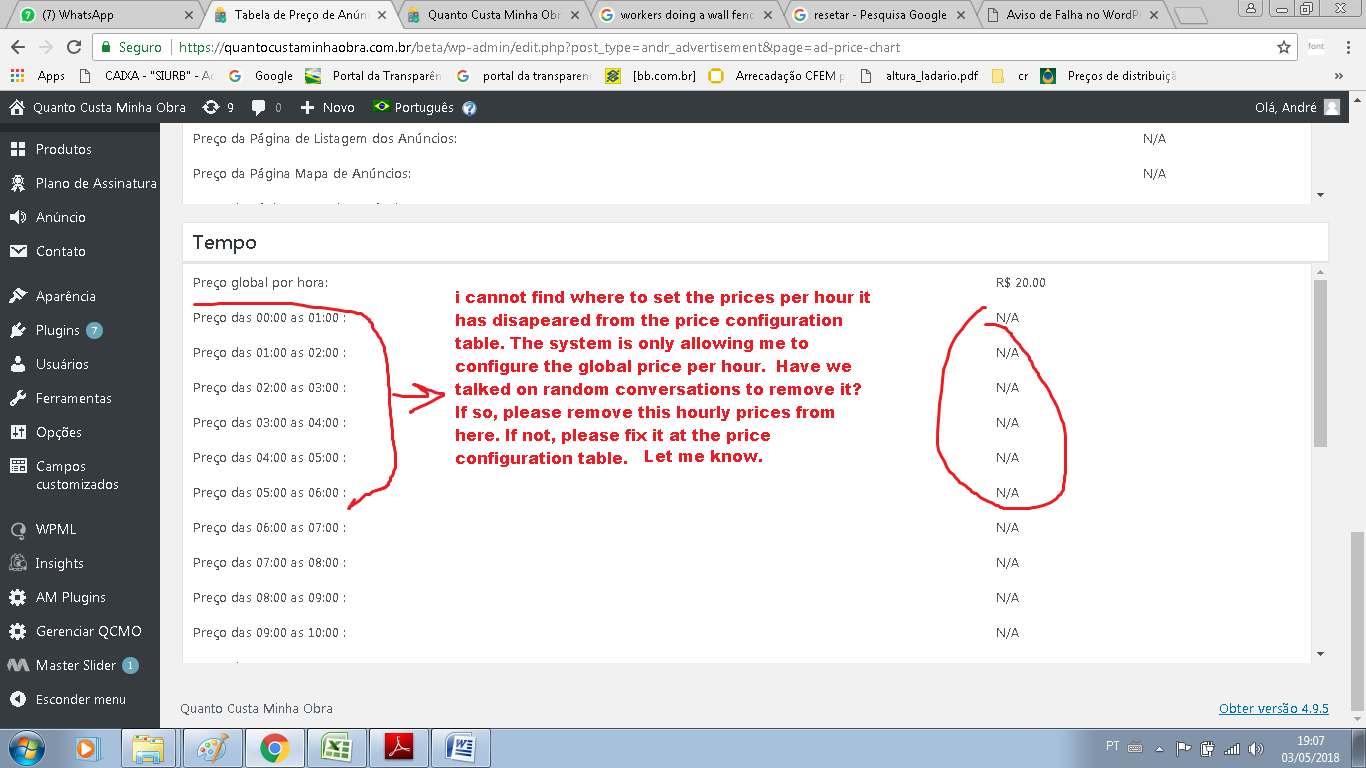 (7) WhatsApp
Tabela de Preço de Anún
Quanto Custa Minha Obr
workers doing a wall fenc
resetar - Pesquisa Google
Aviso de Falha no WordP
Seguro
https://quantocustaminhaobra.com.br/beta/wp-admin/edit.php?post_type=andr_advertisement&page=ad-price-chart
font
Apps
CAIXA - "SIURB" - Ac
Google
Portal da Transparên
portal da transparenc
[bb.com.br]
Arrecadação CFEM p
altura_ladario.pdf
cr
Preços de distribuiçã
»
Quanto Custa Minha Obra
9
0
Novo
Português
Olá, André
Produtos
Plano de Assinatura
Anúncio
Contato
Aparência
Plugins 7
Usuários
Ferramentas
Opções
Campos
customizados
WPML
Insights
AM Plugins
Gerenciar QCMO
Master Slider 1
Esconder menu
Preço da Página de Listagem dos Anúncios: N/A
Preço da Página Mapa de Anúncios: N/A
Tempo
Preço global por hora: R$ 20.00
Preço das 00:00 as 01:00 : N/A
Preço das 01:00 as 02:00 : N/A
Preço das 02:00 as 03:00 : N/A
Preço das 03:00 as 04:00 : N/A
Preço das 04:00 as 05:00 : N/A
Preço das 05:00 as 06:00 : N/A
Preço das 06:00 as 07:00 : N/A
Preço das 07:00 as 08:00 : N/A
Preço das 08:00 as 09:00 : N/A
Preço das 09:00 as 10:00 : N/A
i cannot find where to set the prices per hour it
has disapeared from the price configuration
table. The system is only allowing me to
configure the global price per hour. Have we
talked on random conversations to remove it?
If so, please remove this hourly prices from
here. If not, please fix it at the price
configuration table. Let me know.
Quanto Custa Minha Obra
Obter versão 4.9.5
PT
19:07
03/05/2018